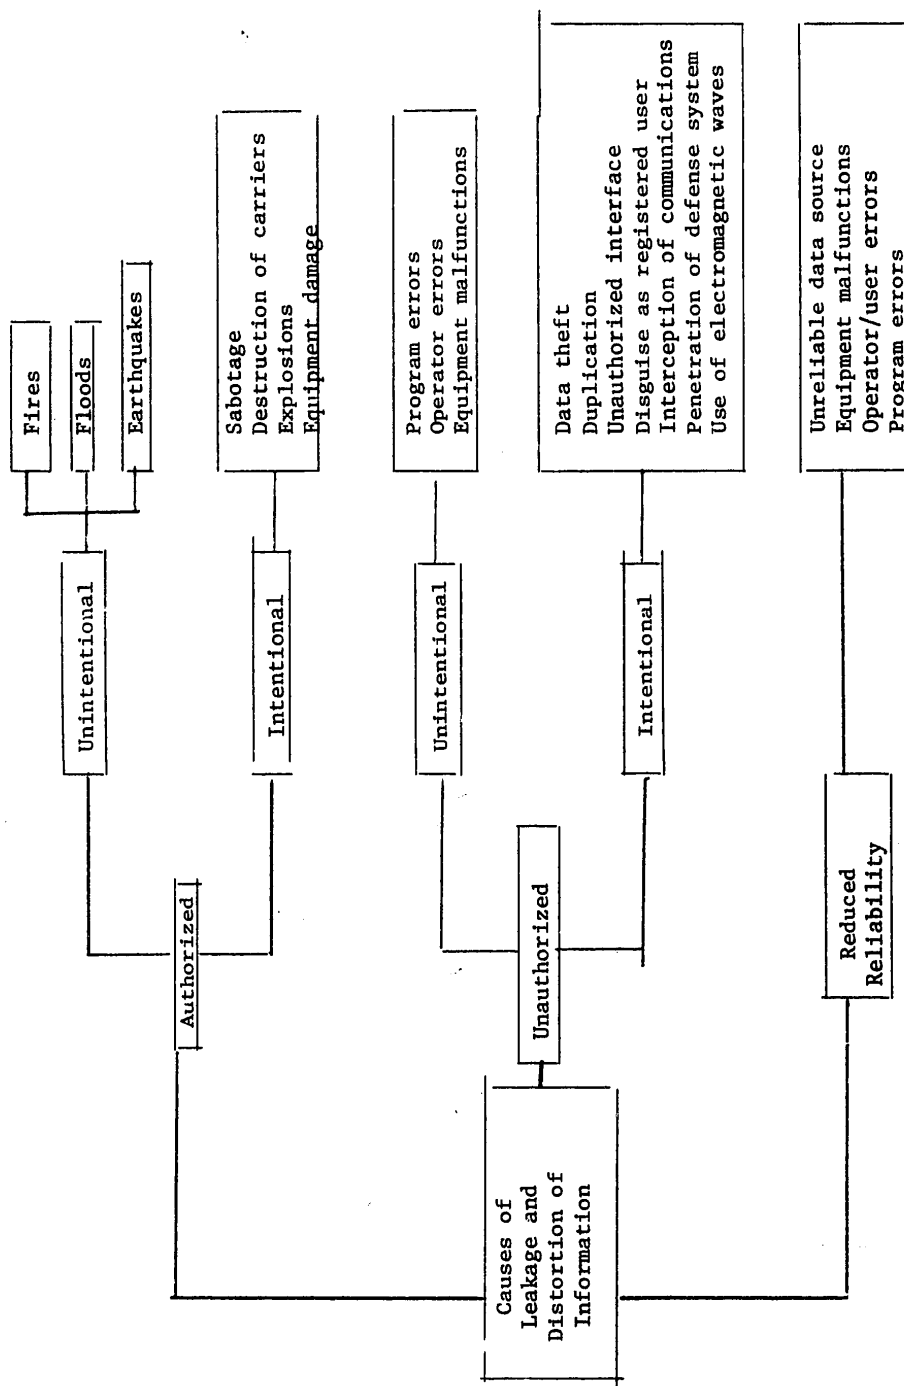 Causes of
Leakage and
Distortion of
Information
Authorized
Unintentional
Fires
Floods
Earthquakes
Intentional
Sabotage
Destruction of carriers
Explosions
Equipment damage
Unauthorized
Unintentional
Program errors
Operator errors
Equipment malfunctions
Intentional
Data theft
Duplication
Unauthorized interface
Disguise as registered user
Interception of communications
Penetration of defense system
Use of electromagnetic waves
Reduced
Reliability
Unreliable data source
Equipment malfunctions
Operator/user errors
Program errors